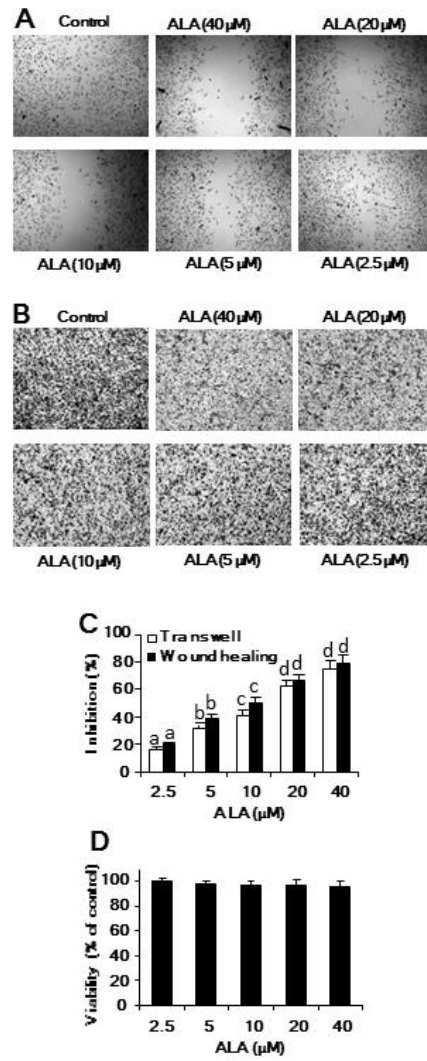 A
Control ALA(40µM) ALA(20µM)
ALA(10µM) ALA(5µM) ALA(2.5µM)
B
Control ALA(40µM) ALA(20µM)
ALA(10µM) ALA(5µM) ALA(2.5µM)
C
100
80
60
40
20
0
Inhibition (%)
Transwell
Wound healing
a a b b c c d d d d
2.5 5 10 20 40
ALA (µM)
D
100
80
60
40
20
0
Viability (% of control)
2.5 5 10 20 40
ALA (µM)